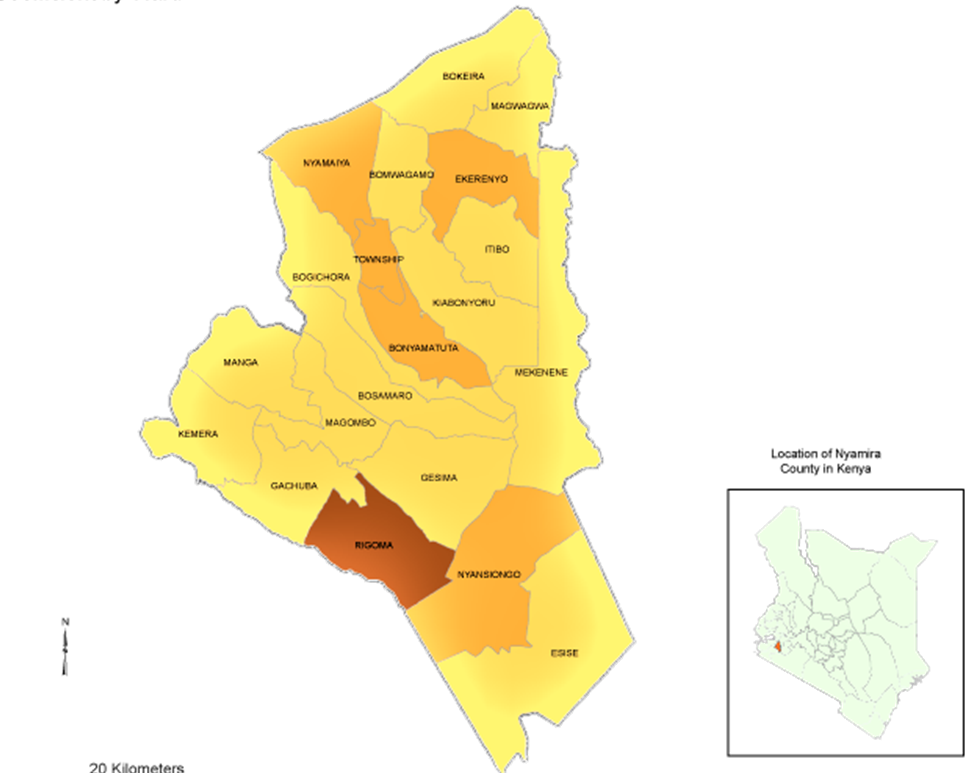 BOKEIRA
MAGWAGWA
NYAMAIYA
BOMWAGAMO
EKERENYO
ITIBO
TOWNSHIP
BOGICHORA
KIABONYORU
BONYAMATUTA
MANGA
MEKENENE
BOSAMARO
MAGOMBO
KEMERA
GESIMA
GACHUBA
RIGOMA
NYANSIONGO
ESISE
Location of Nyamira
County in Kenya
N
20 Kilometers